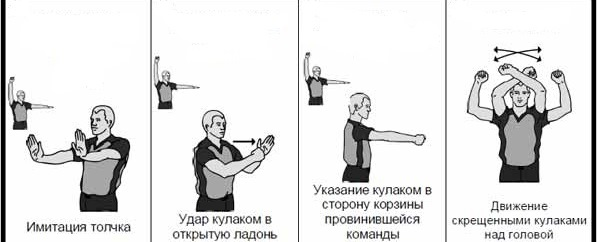 Имитация толчка
Удар кулаком в
открытую ладонь
Указание кулаком в
сторону корзины
провинившейся
команды
Движение
скрещенными кулаками
над головой